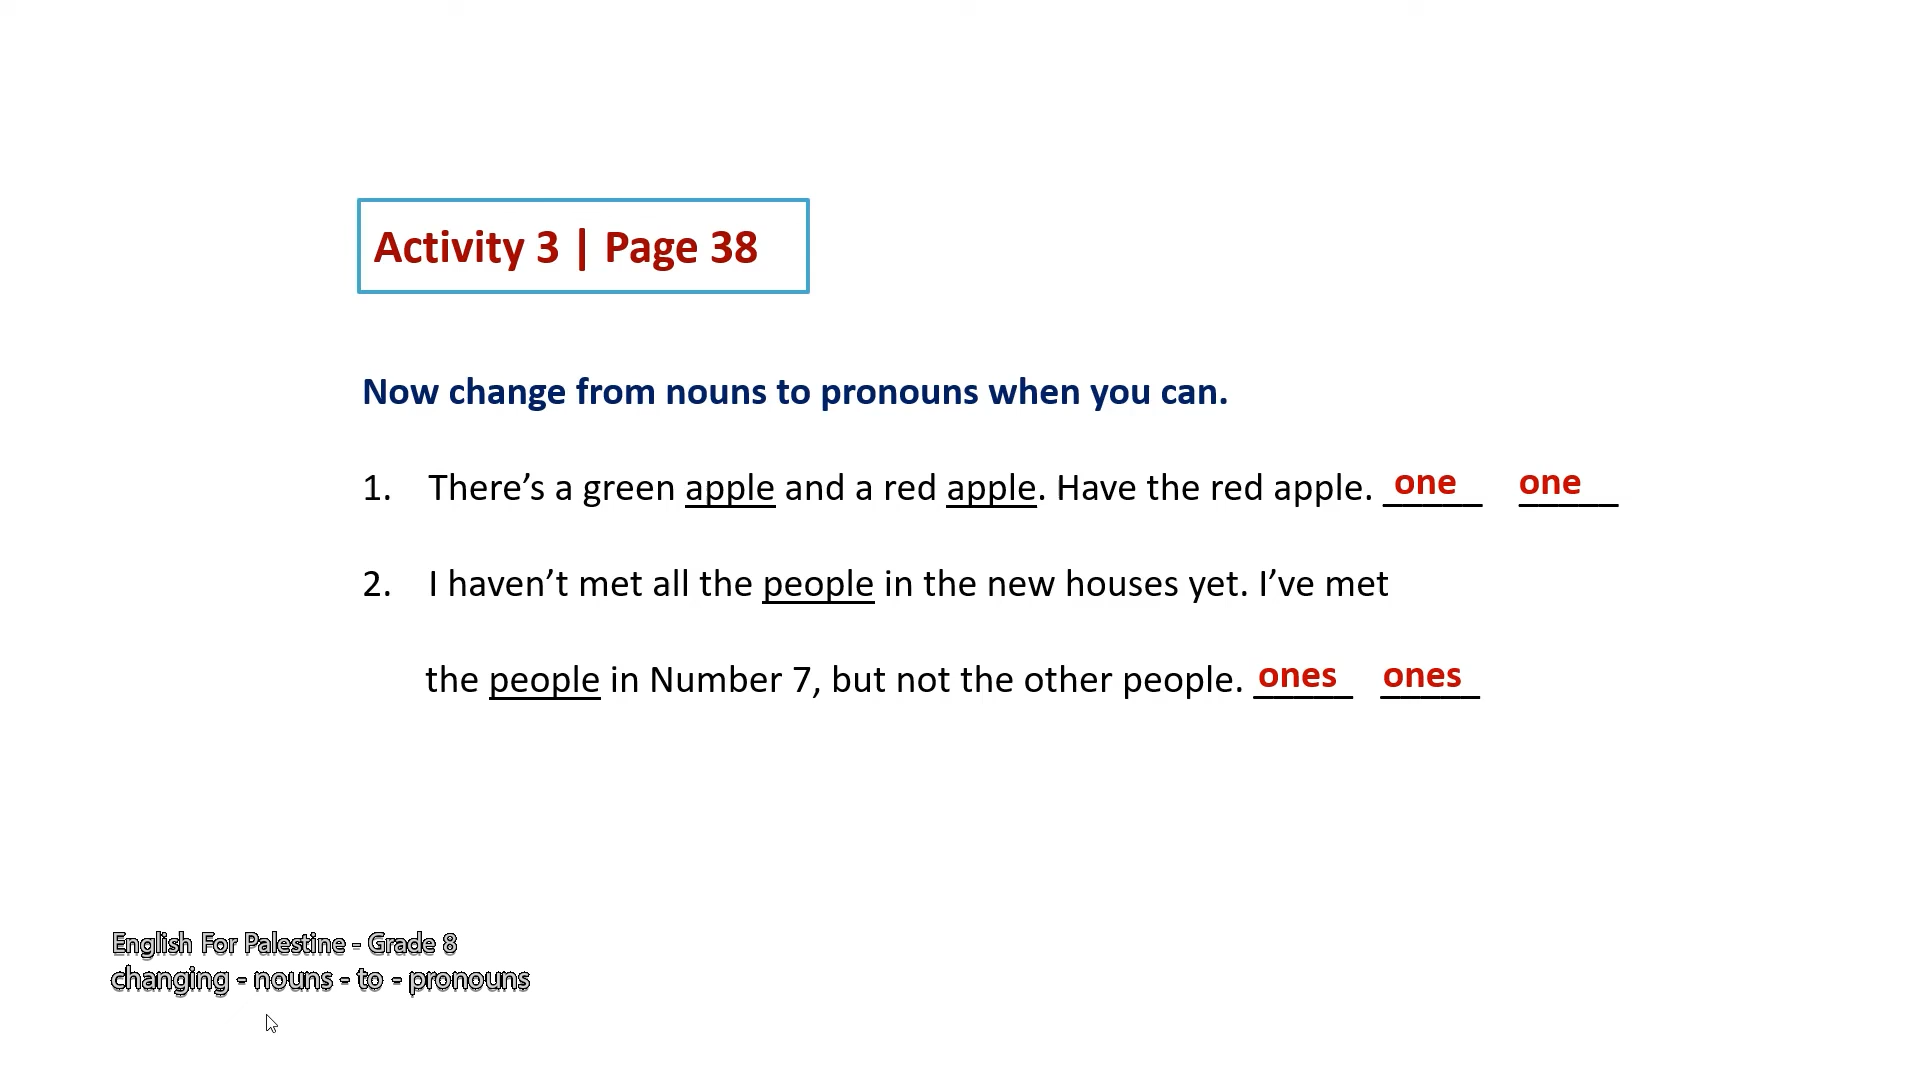 Activity 3 | Page 38
Now change from nouns to pronouns when you can.
1. There’s a green apple and a red apple. Have the red apple. one one
2. I haven’t met all the people in the new houses yet. I’ve met
the people in Number 7, but not the other people. ones ones
English For Palestine - Grade 8
changing - nouns - to - pronouns